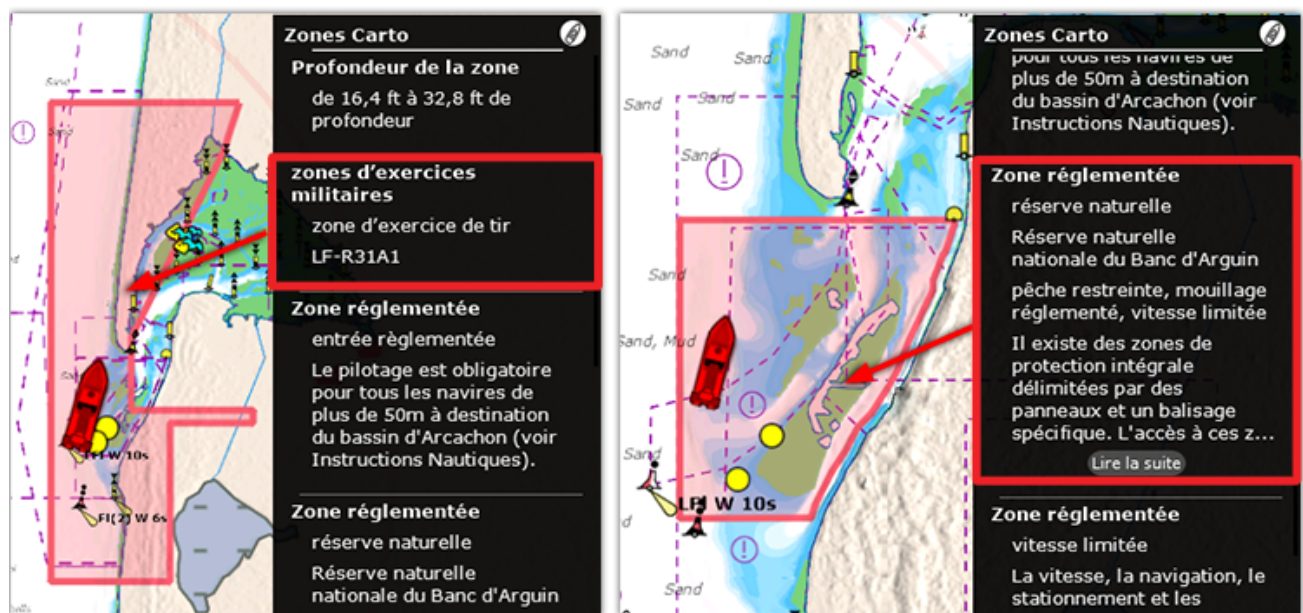 Zones Carto
Profondeur de la zone
de 16,4 ft à 32,8 ft de
profondeur
zones d’exercices
militaires
zone d’exercice de tir
LF-R31A1
Zone réglementée
entrée règlementée
Le pilotage est obligatoire
pour tous les navires de
plus de 50m à destination
du bassin d'Arcachon (voir
Instructions Nautiques).
Zone réglementée
réserve naturelle
Réserve naturelle
nationale du Banc d'Arguin
Sand
LFl W 10s
Fl(2) W 6s
Zones Carto
pour tous les navires de
plus de 50m à destination
du bassin d'Arcachon (voir
Instructions Nautiques).
Zone réglementée
réserve naturelle
Réserve naturelle
nationale du Banc d'Arguin
pêche restreinte, mouillage
réglementé, vitesse limitée
Il existe des zones de
protection intégrale
délimitées par des
panneaux et un balisage
spécifique. L'accès à ces z...
Lire la suite
Zone réglementée
vitesse limitée
La vitesse, la navigation, le
stationnement et les
Sand
Sand
Sand
Sand
Sand
Sand
Sand, Mud
Sand
LFl W 10s
Sand